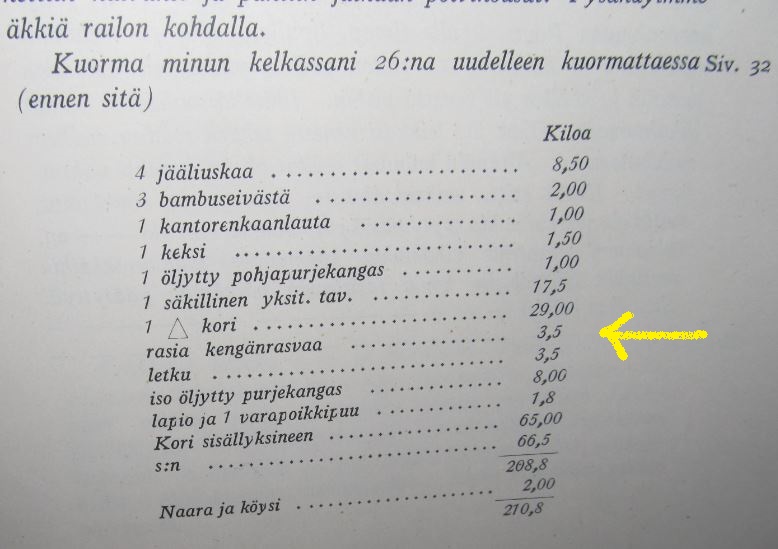 äkkiä railon kohdalla.
Kuorma minun kelkassani 26:na uudelleen kuormattaessa Siv. 32
(ennen sitä)
Kiloa
4 jääliuskaa . . . . . . . . . . . . . . . . . . . . 8,50
3 bambuseivästä . . . . . . . . . . . . . . . . 2,00
1 kantorenkaanlauta . . . . . . . . . . . . 1,00
1 keksi . . . . . . . . . . . . . . . . . . . . . . 1,50
1 öljytty pohjapurjekangas . . . . . . . . 1,00
1 säkillinen yksit. tav. . . . . . . . . . . . 17,5
1 △ kori . . . . . . . . . . . . . . . . . . . . 29,00
rasia kengänrasvaa . . . . . . . . . . . . . . 3,5
letku . . . . . . . . . . . . . . . . . . . . . . . 3,5
iso öljytty purjekangas . . . . . . . . . . 8,00
lapio ja 1 varapoikkipuu . . . . . . . . . . 1,8
Kori sisällyksineen . . . . . . . . . . . . . 65,00
s:n . . . . . . . . . . . . . . . . . . . . . . . 66,5
208,8
2,00
Naara ja köysi . . . . . . . . . . . . . . . . 210,8